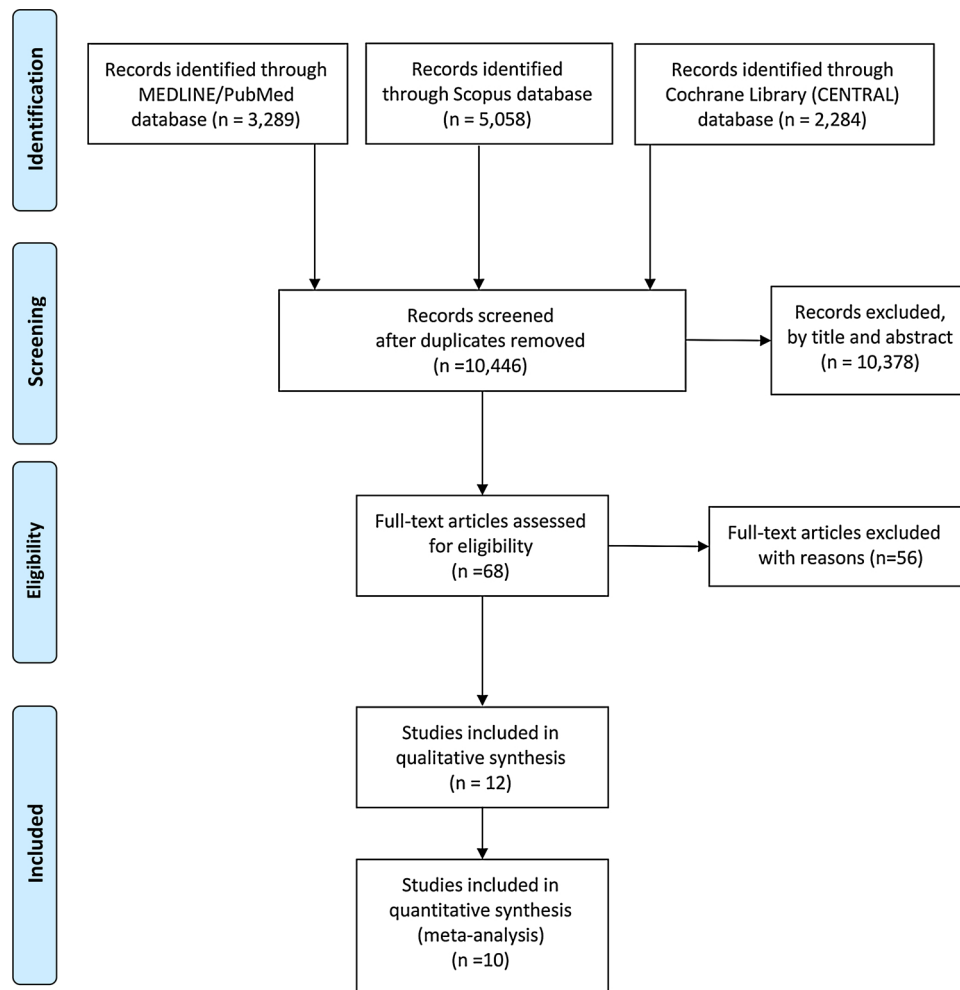 Identification
Records identified through
MEDLINE/PubMed
database (n = 3,289)
Records identified
through Scopus database
(n = 5,058)
Records identified through
Cochrane Library (CENTRAL)
database (n = 2,284)
Screening
Records screened
after duplicates removed
(n =10,446)
Records excluded,
by title and abstract
(n = 10,378)
Eligibility
Full-text articles assessed
for eligibility
(n =68)
Full-text articles excluded
with reasons (n=56)
Included
Studies included in
qualitative synthesis
(n = 12)
Studies included in
quantitative synthesis
(meta-analysis)
(n =10)